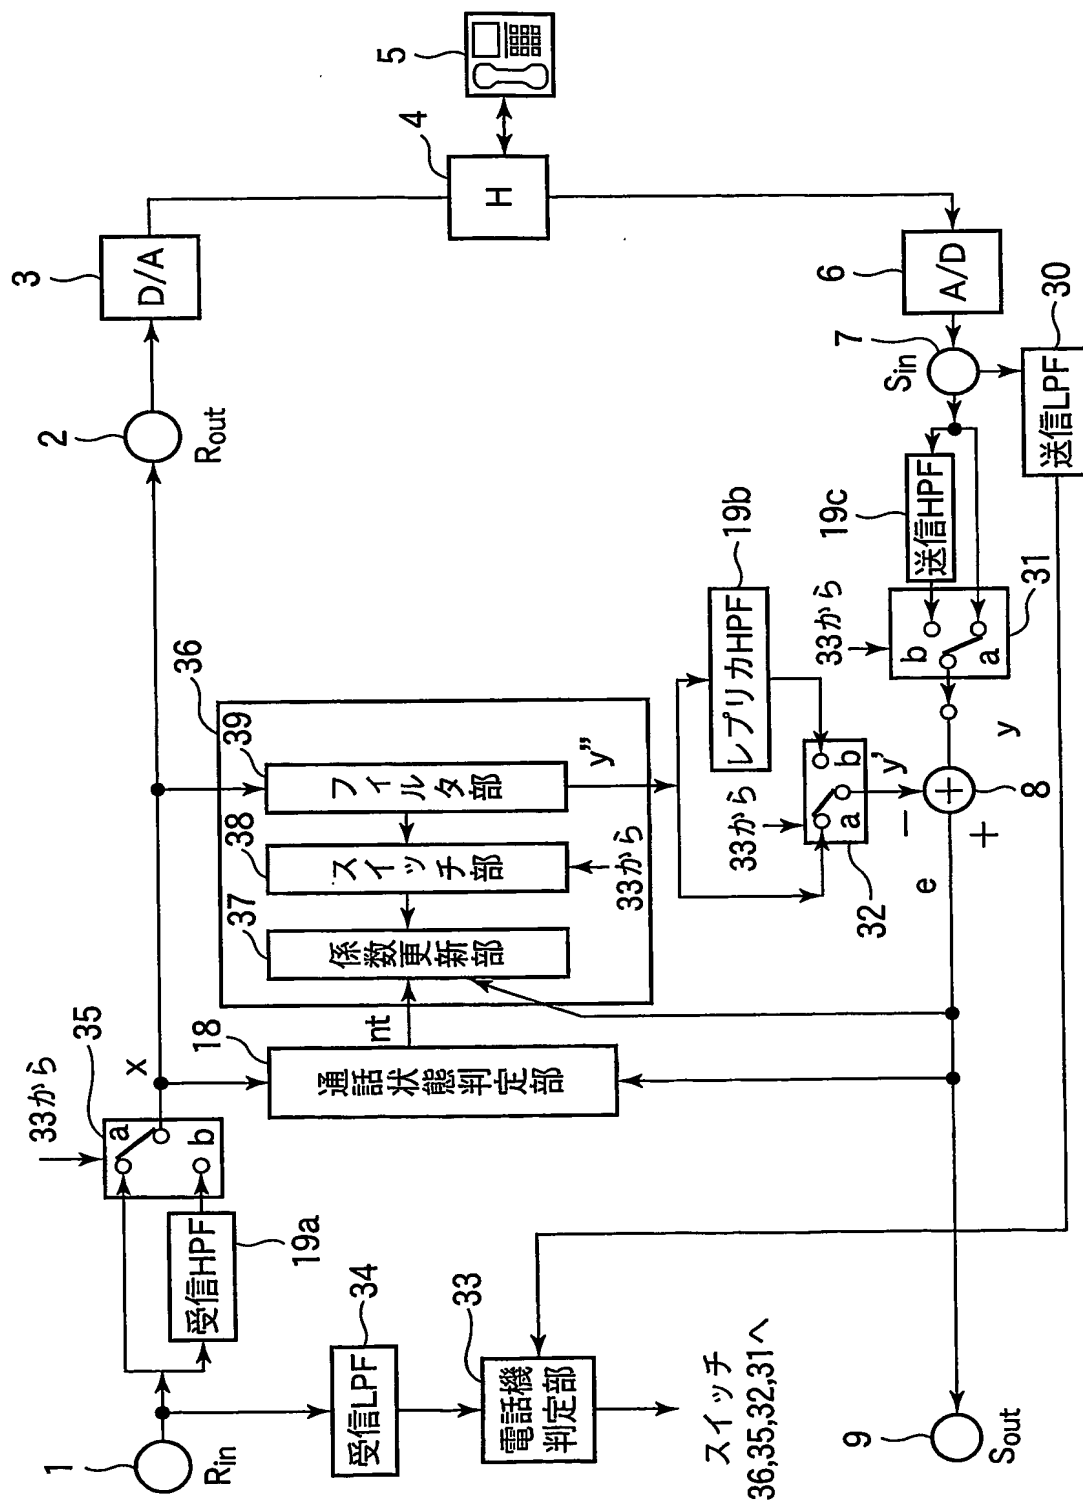 1
Rin
33から
35
a
b
受信HPF
19a
受信LPF
34
電話機
判定部
33
スイッチ
36,35,32,31へ
x
通話状態判定部
18
nt
36
係数更新部
37
スイッチ部
38
33から
フィルタ部
39
y"
2
Rout
D/A
3
H
4
5
A/D
6
Sin
7
送信LPF
30
送信HPF
19c
33から
b
a
31
レプリカHPF
19b
33から
a
b
32
y'
y
−
+
+
8
e
9
Sout